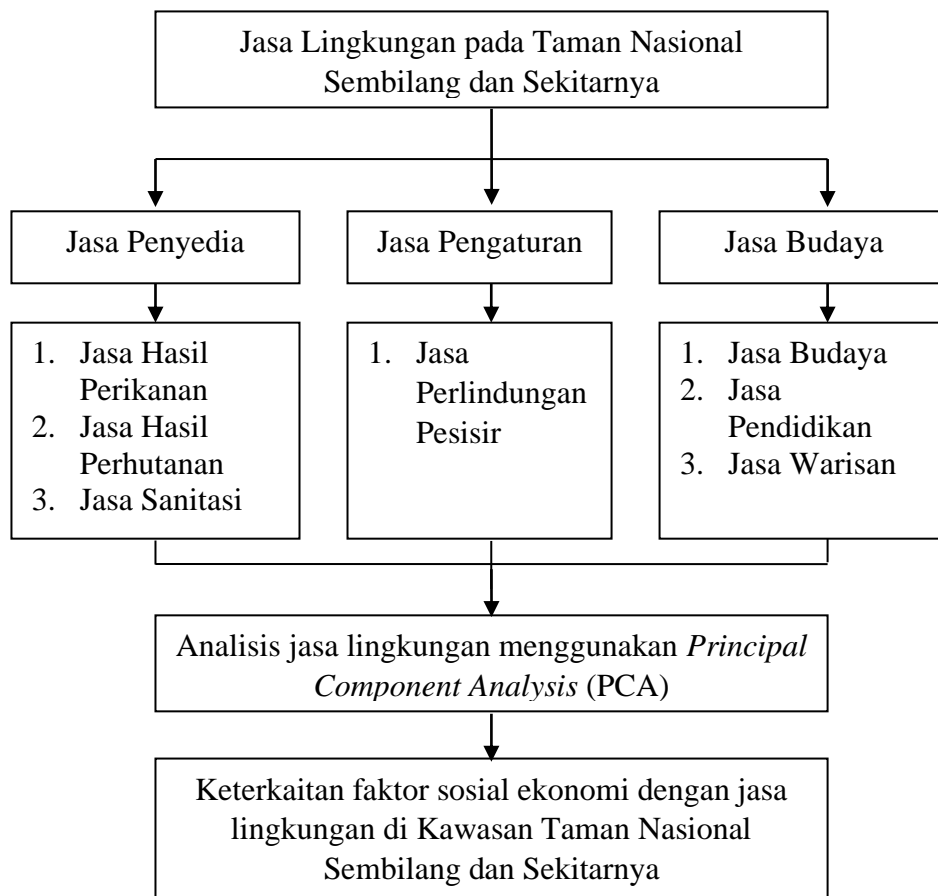 Jasa Lingkungan pada Taman Nasional
Sembilang dan Sekitarnya
Jasa Penyedia
Jasa Pengaturan
Jasa Budaya
1. Jasa Hasil
Perikanan
2. Jasa Hasil
Perhutanan
3. Jasa Sanitasi
1. Jasa
Perlindungan
Pesisir
1. Jasa Budaya
2. Jasa
Pendidikan
3. Jasa Warisan
Analisis jasa lingkungan menggunakan Principal
Component Analysis (PCA)
Keterkaitan faktor sosial ekonomi dengan jasa
lingkungan di Kawasan Taman Nasional
Sembilang dan Sekitarnya